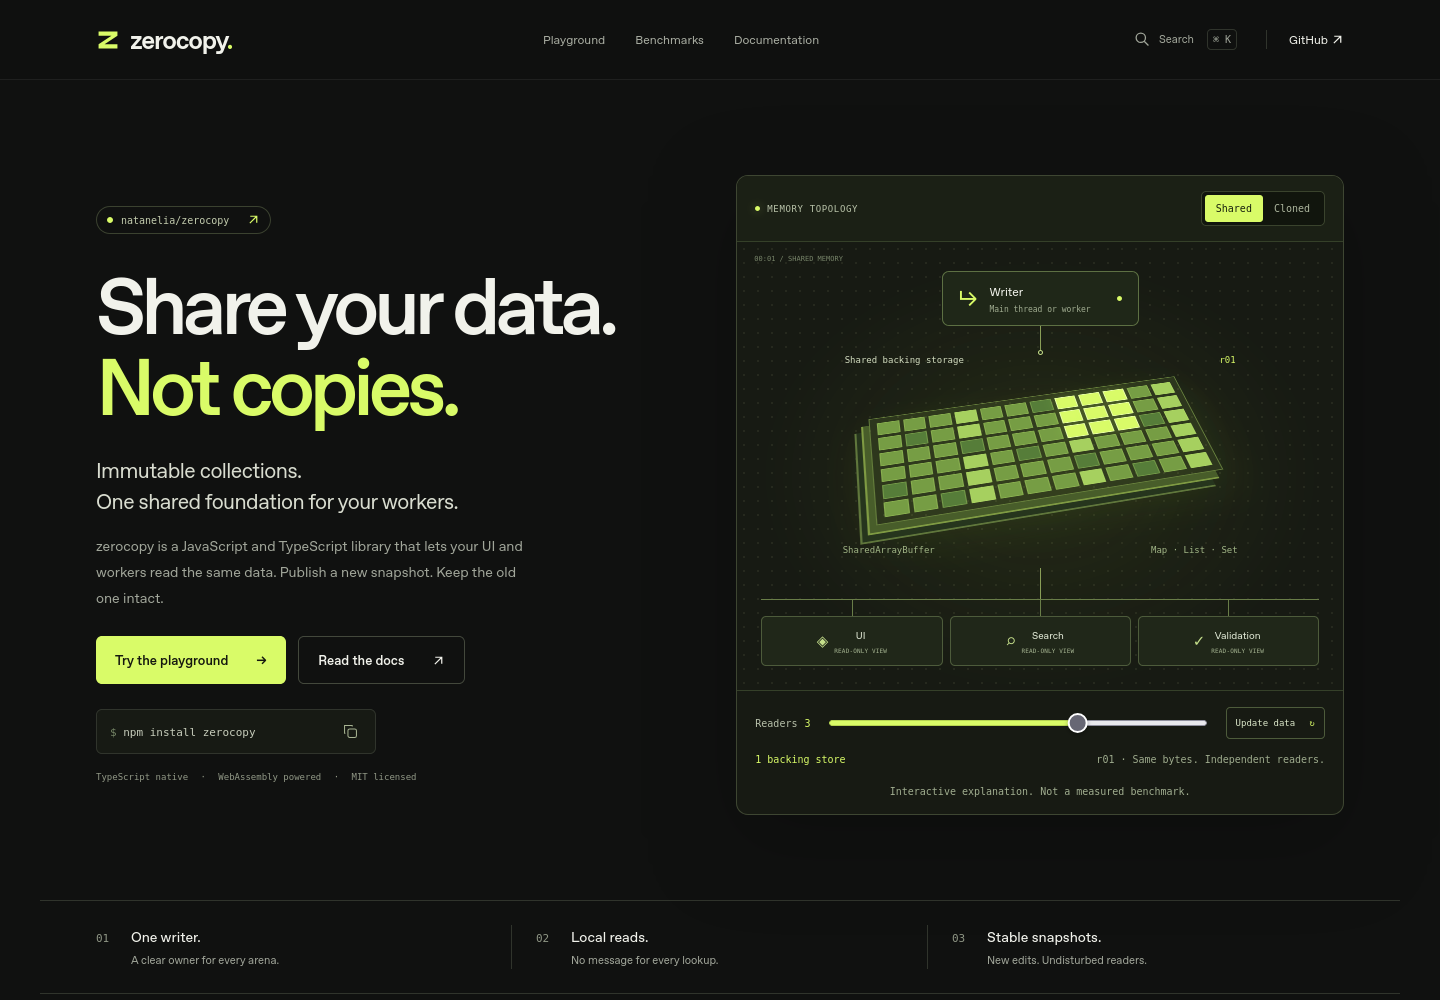 zerocopy.
Playground
Benchmarks
Documentation
Search
⌘ K
GitHub
natanelia/zerocopy
Share your data.
Not copies.
Immutable collections.
One shared foundation for your workers.
zerocopy is a JavaScript and TypeScript library that lets your UI and
workers read the same data. Publish a new snapshot. Keep the old
one intact.
Try the playground
Read the docs
$ npm install zerocopy
TypeScript native · WebAssembly powered · MIT licensed
MEMORY TOPOLOGY
Shared
Cloned
00:01 / SHARED MEMORY
Writer
Main thread or worker
Shared backing storage
r01
SharedArrayBuffer
Map · List · Set
UI
READ-ONLY VIEW
Search
READ-ONLY VIEW
Validation
READ-ONLY VIEW
Readers 3
Update data
1 backing store
r01 · Same bytes. Independent readers.
Interactive explanation. Not a measured benchmark.
01
One writer.
A clear owner for every arena.
02
Local reads.
No message for every lookup.
03
Stable snapshots.
New edits. Undisturbed readers.